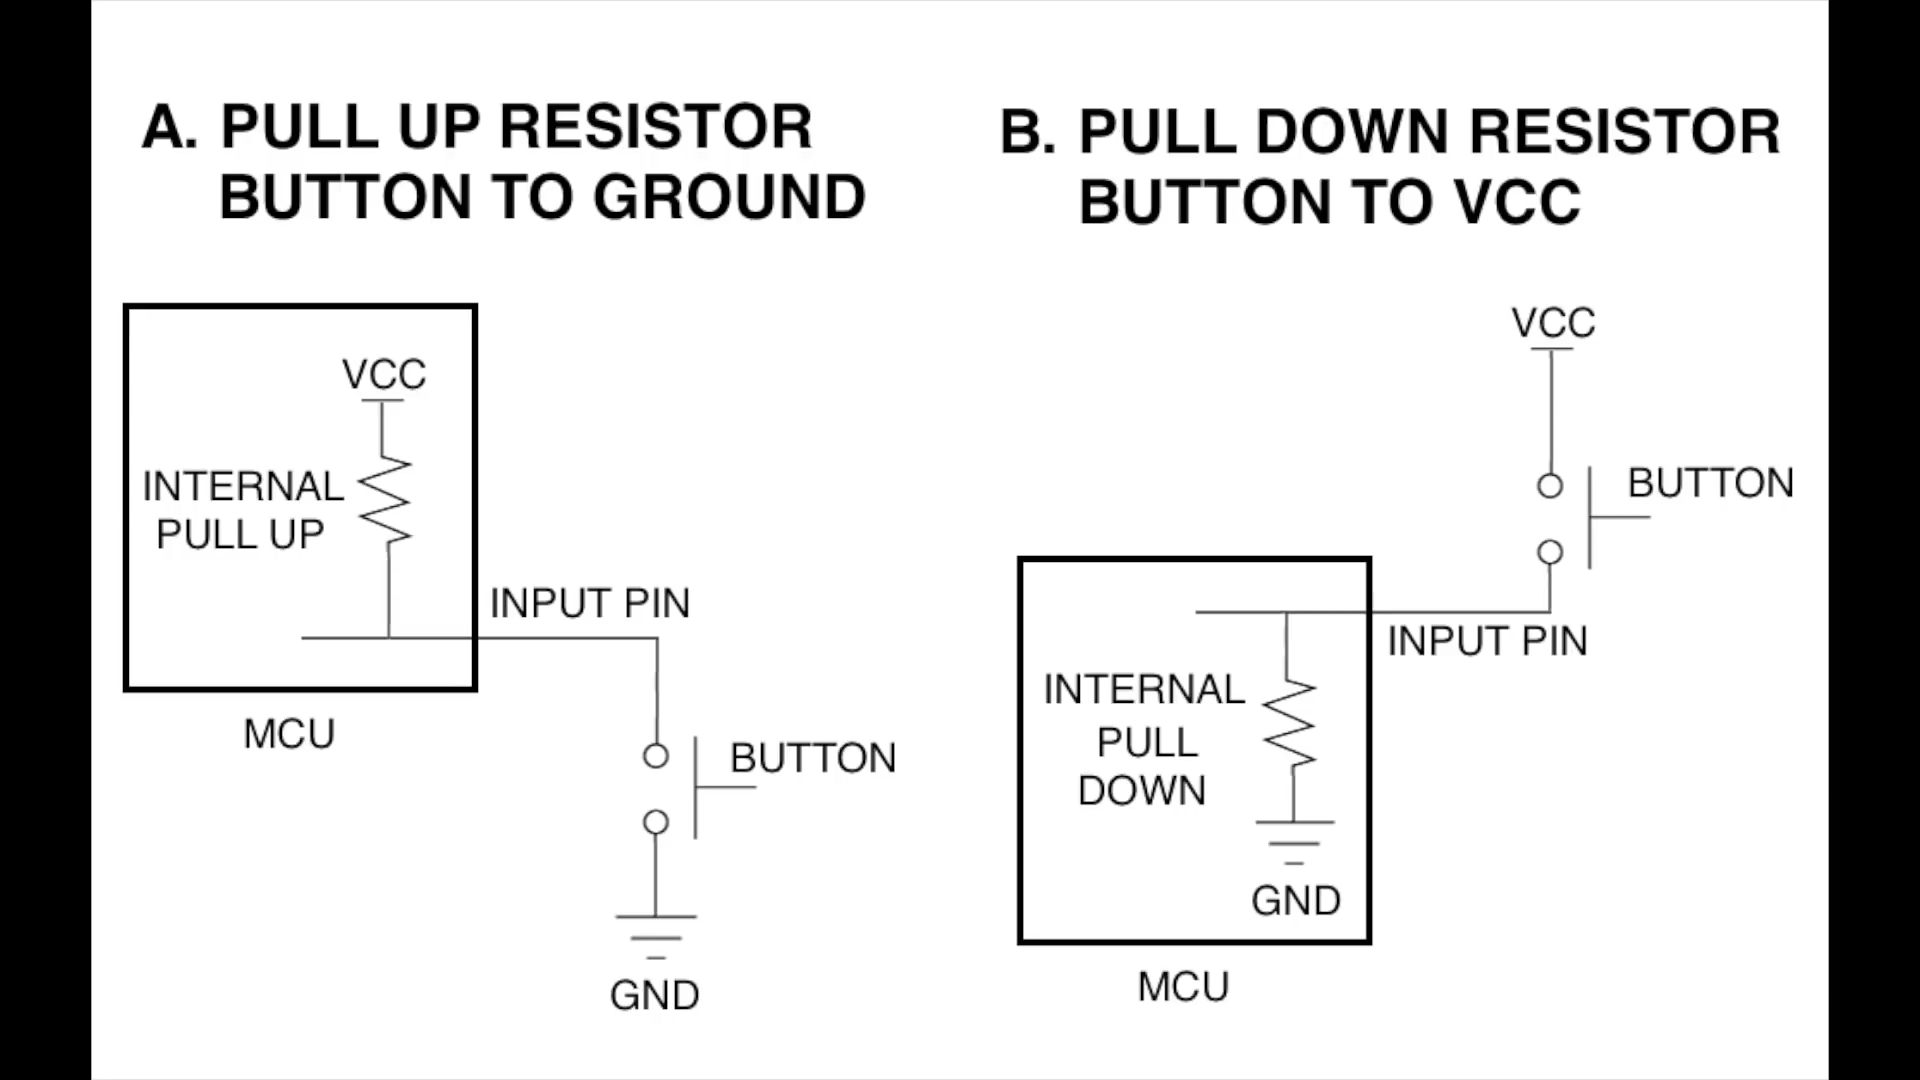 A. PULL UP RESISTOR
BUTTON TO GROUND
VCC
INTERNAL
PULL UP
INPUT PIN
MCU
BUTTON
GND
B. PULL DOWN RESISTOR
BUTTON TO VCC
VCC
BUTTON
INPUT PIN
INTERNAL
PULL
DOWN
GND
MCU